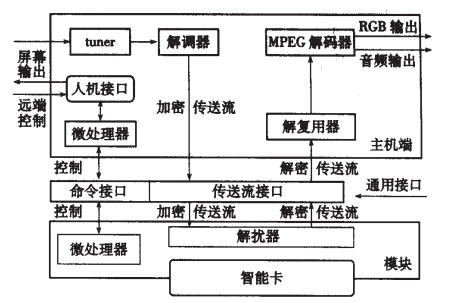 RGB 输出
tuner
解调器
MPEG 解码器
音频输出
屏幕
输出
人机接口
远端
控制
加密 传送流
微处理器
解复用器
主机端
控制
解密 传送流
命令接口
传送流接口
通用接口
控制
加密 传送流
解密 传送流
解扰器
微处理器
模块
智能卡